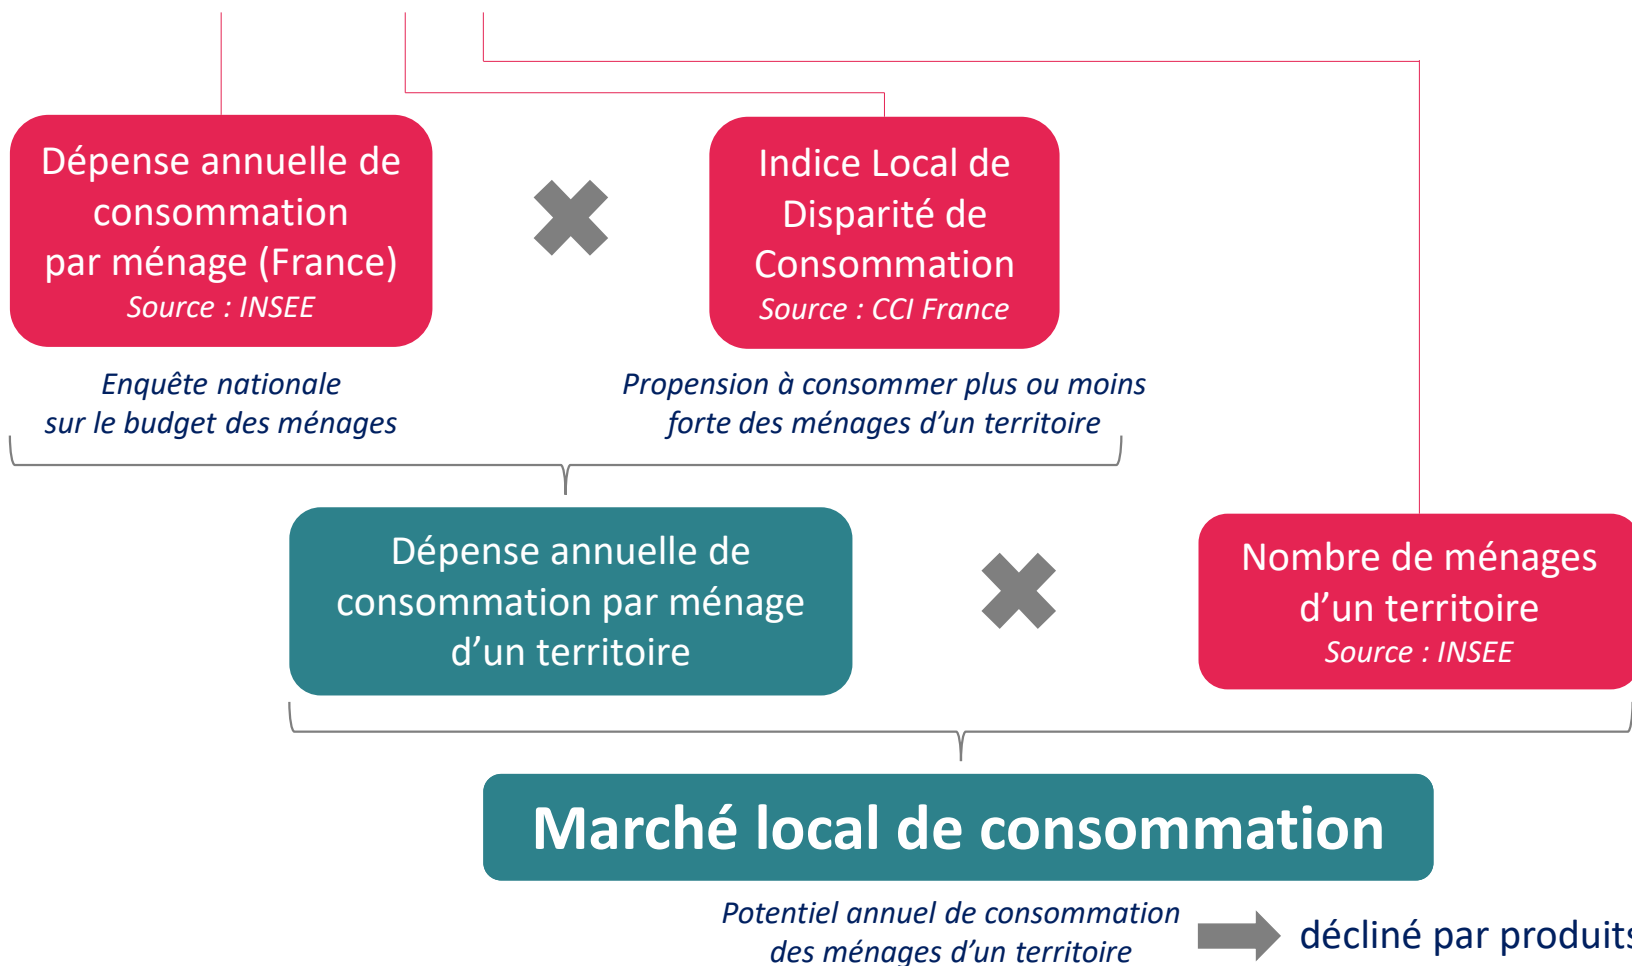 Dépense annuelle de
consommation
par ménage (France)
Source : INSEE
Indice Local de
Disparité de
Consommation
Source : CCI France
Enquête nationale
sur le budget des ménages
Propension à consommer plus ou moins
forte des ménages d’un territoire
Dépense annuelle de
consommation par ménage
d’un territoire
Nombre de ménages
d’un territoire
Source : INSEE
Marché local de consommation
Potentiel annuel de consommation
des ménages d’un territoire
décliné par produits